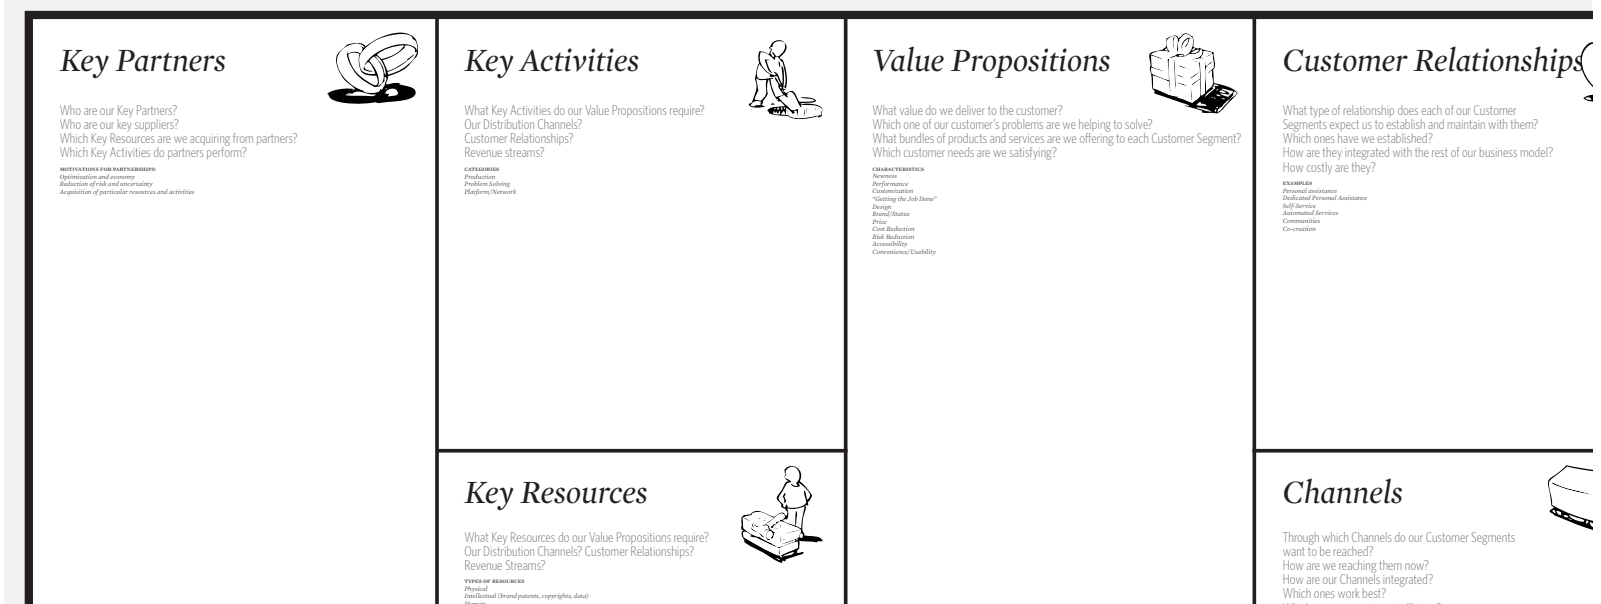 Key Partners
Who are our Key Partners?
Who are our key suppliers?
Which Key Resources are we acquiring from partners?
Which Key Activities do partners perform?
MOTIVATIONS FOR PARTNERSHIPS:
Optimization and economy
Reduction of risk and uncertainty
Acquisition of particular resources and activities
Key Activities
What Key Activities do our Value Propositions require?
Our Distribution Channels?
Customer Relationships?
Revenue streams?
CATEGORIES
Production
Problem Solving
Platform/Network
Key Resources
What Key Resources do our Value Propositions require?
Our Distribution Channels? Customer Relationships?
Revenue Streams?
TYPES OF RESOURCES
Physical
Intellectual (brand patents, copyrights, data)
Value Propositions
What value do we deliver to the customer?
Which one of our customer's problems are we helping to solve?
What bundles of products and services are we offering to each Customer Segment?
Which customer needs are we satisfying?
CHARACTERISTICS
Newness
Performance
Customization
"Getting the Job Done"
Design
Brand/Status
Price
Cost Reduction
Risk Reduction
Accessibility
Convenience/Usability
Customer Relationships
What type of relationship does each of our Customer
Segments expect us to establish and maintain with them?
Which ones have we established?
How are they integrated with the rest of our business model?
How costly are they?
EXAMPLES
Personal assistance
Dedicated Personal Assistance
Self-Service
Automated Services
Communities
Co-creation
Channels
Through which Channels do our Customer Segments
want to be reached?
How are we reaching them now?
How are our Channels integrated?
Which ones work best?